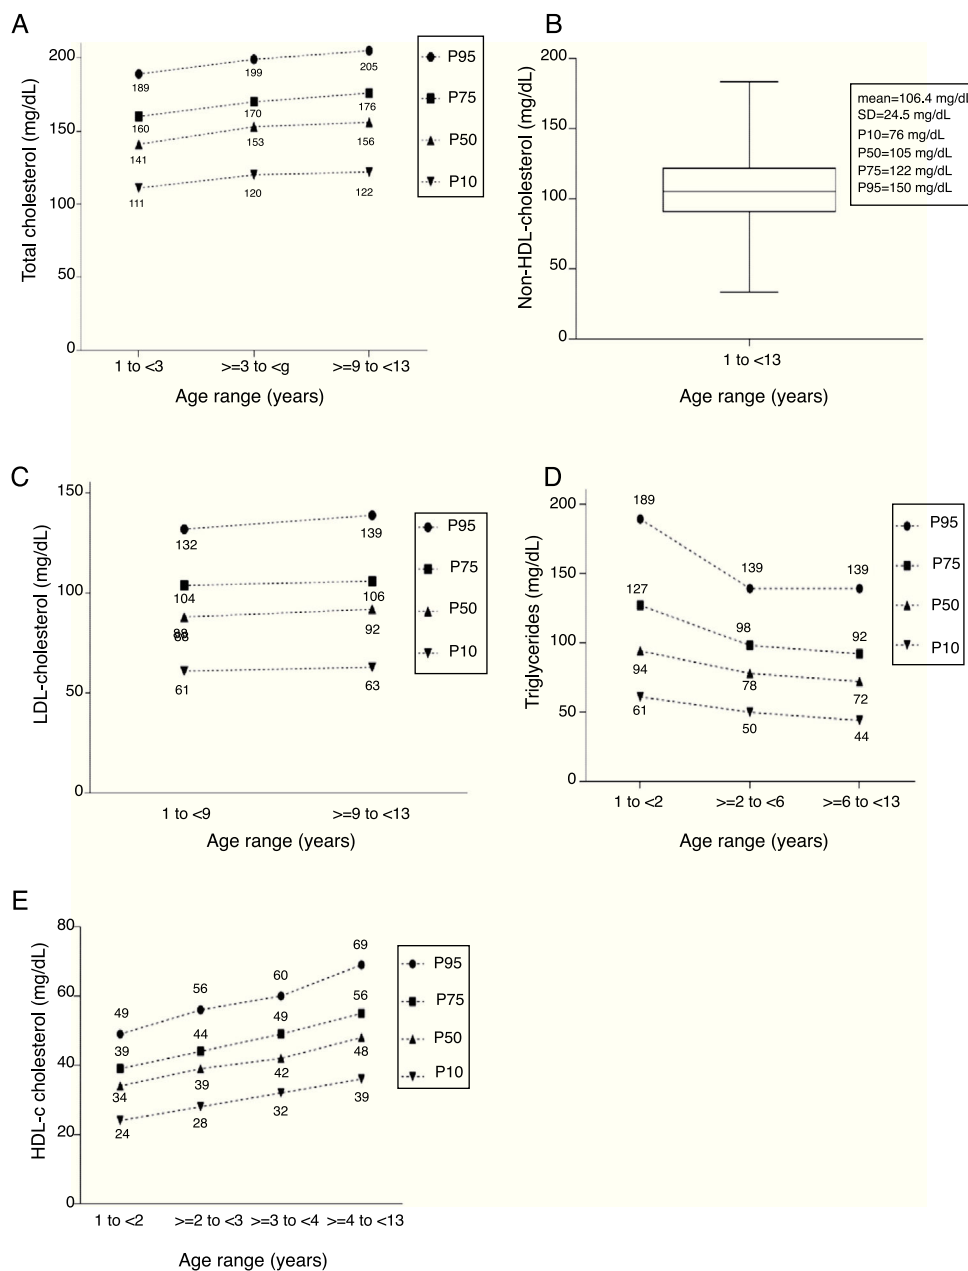 A
Total cholesterol (mg/dL)
200
150
100
50
0
189
199
205
160
170
176
141
153
156
111
120
122
P95
P75
P50
P10
1 to <3
>=3 to <g
>=9 to <13
Age range (years)
B
Non-HDL-cholesterol (mg/dL)
200
150
100
50
0
mean=106.4 mg/dL
SD=24.5 mg/dL
P10=76 mg/dL
P50=105 mg/dL
P75=122 mg/dL
P95=150 mg/dL
1 to <13
Age range (years)
C
LDL-cholesterol (mg/dL)
150
100
50
0
132
139
104
106
88
92
61
63
P95
P75
P50
P10
1 to <9
>=9 to <13
Age range (years)
D
Triglycerides (mg/dL)
200
150
100
50
0
189
139
139
127
98
92
94
78
72
61
50
44
P95
P75
P50
P10
1 to <2
>=2 to <6
>=6 to <13
Age range (years)
E
HDL-c cholesterol (mg/dL)
80
60
40
20
0
49
56
60
69
39
44
49
56
34
39
42
48
24
28
32
39
P95
P75
P50
P10
1 to <2
>=2 to <3
>=3 to <4
>=4 to <13
Age range (years)